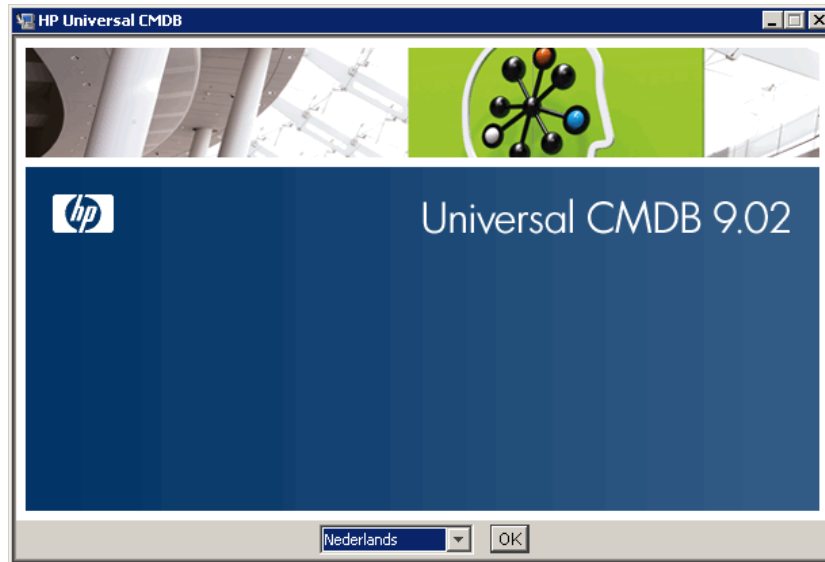 HP Universal CMDB
hp
Universal CMDB 9.02
Nederlands
OK